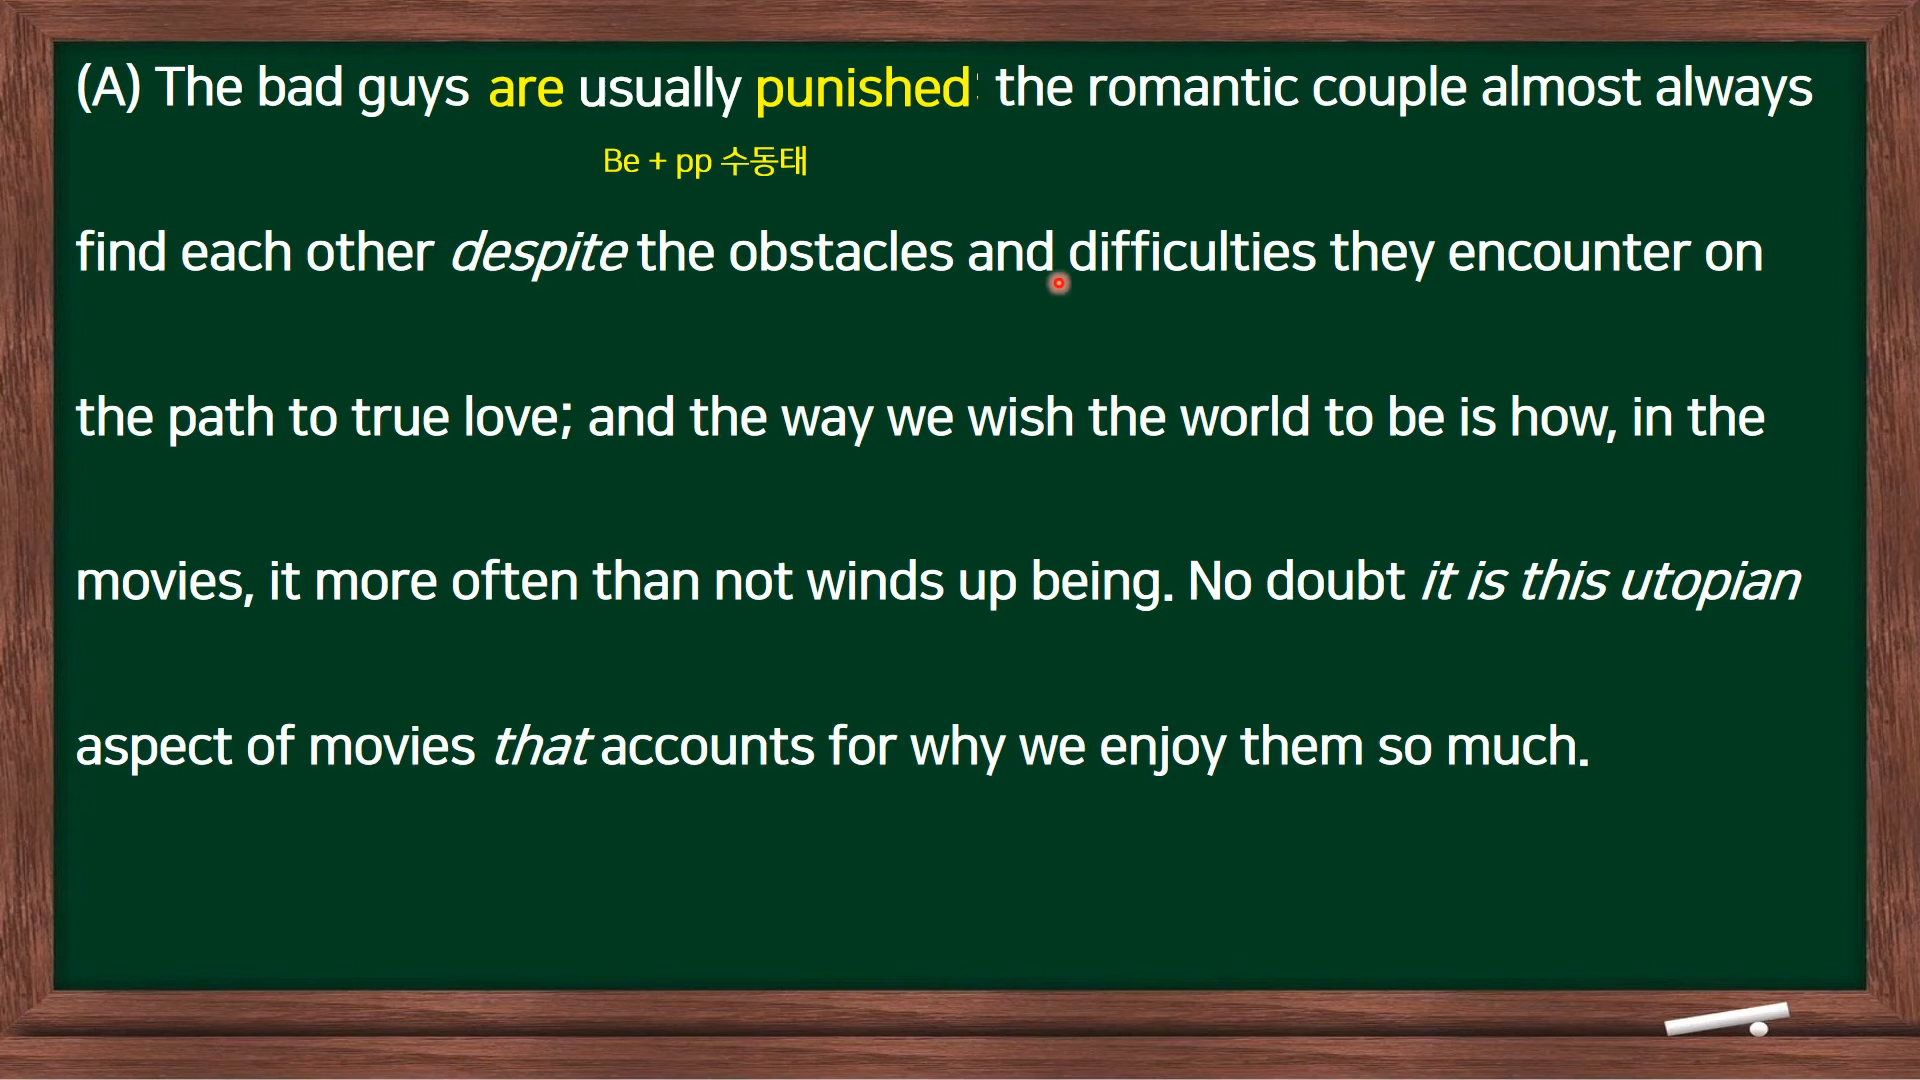 (A) The bad guys are usually punished; the romantic couple almost always
Be + pp 수동태
find each other despite the obstacles and difficulties they encounter on
the path to true love; and the way we wish the world to be is how, in the
movies, it more often than not winds up being. No doubt it is this utopian
aspect of movies that accounts for why we enjoy them so much.